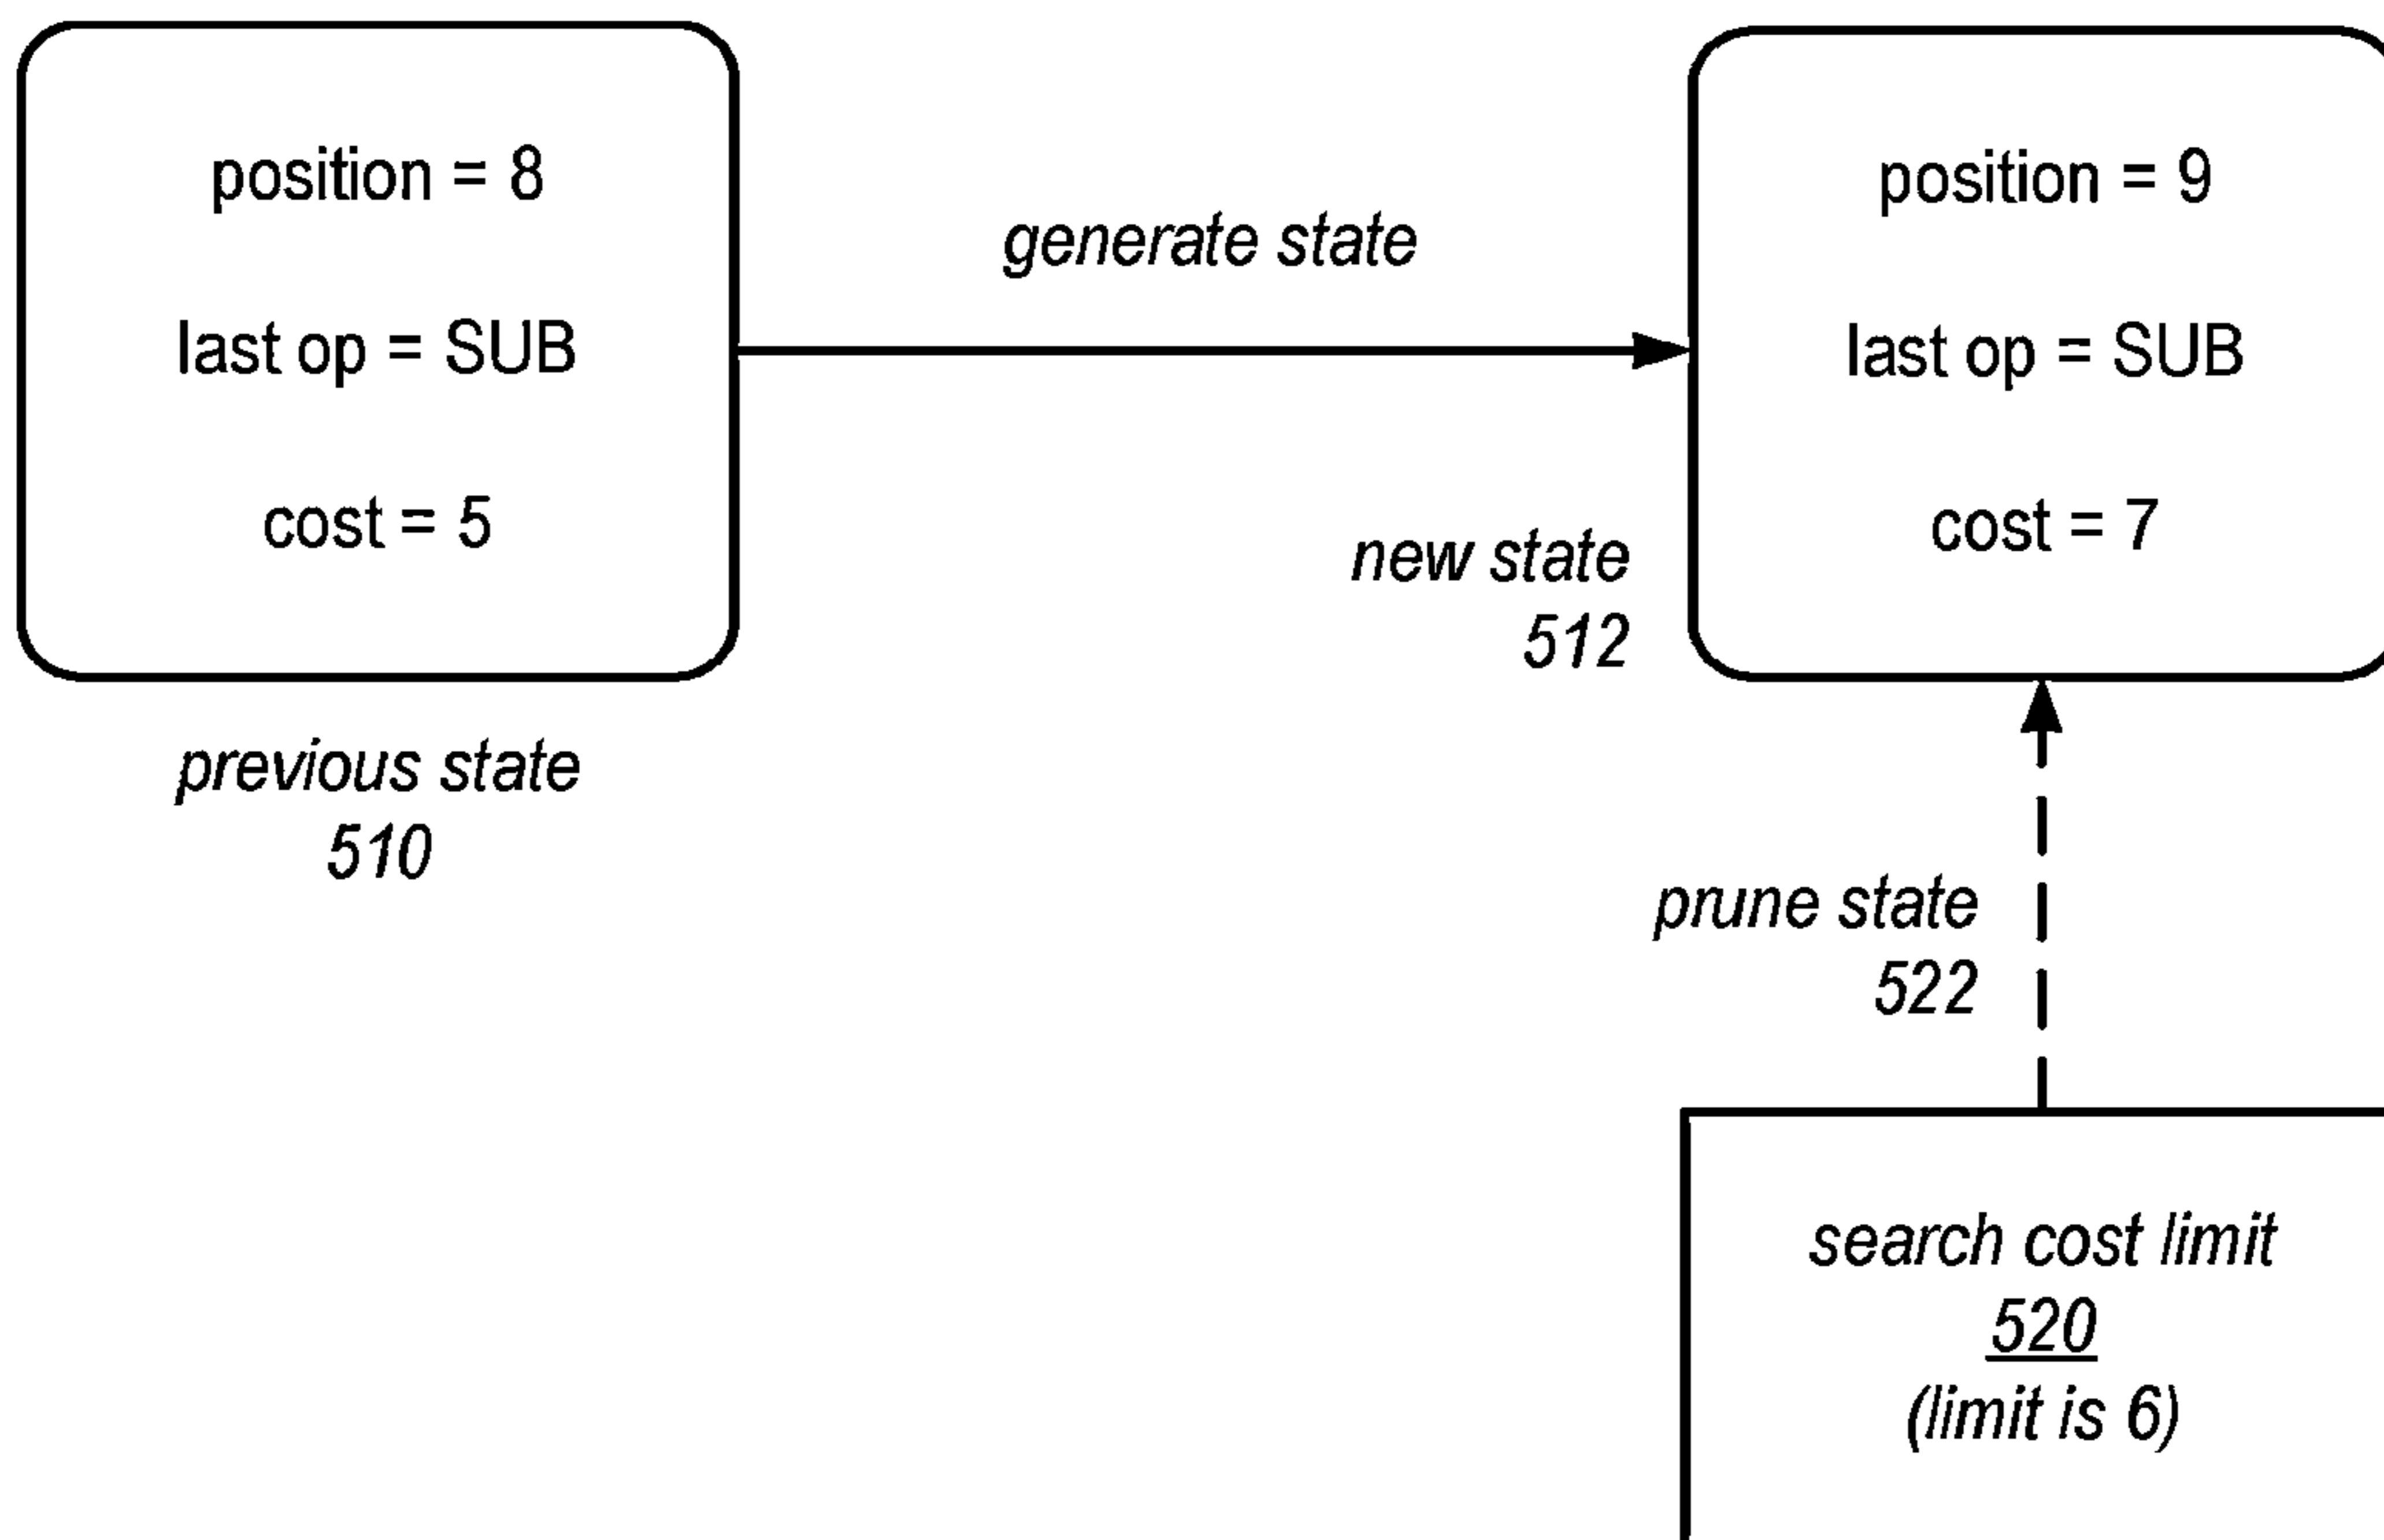 position = 8
last op = SUB
cost = 5
previous state
510
generate state
new state
512
position = 9
last op = SUB
cost = 7
prune state
522
search cost limit
520
(limit is 6)